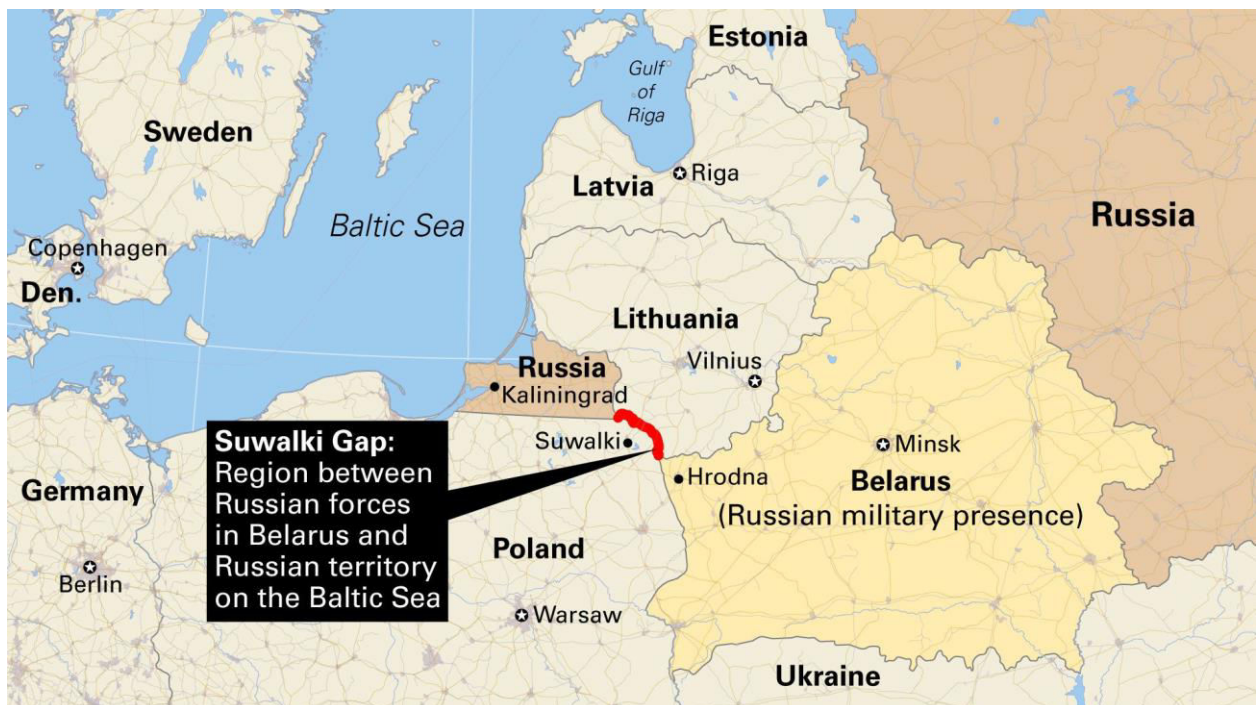 Estonia
Gulf
of
Riga
Sweden
Riga
Latvia
Russia
Baltic Sea
Copenhagen
Den.
Lithuania
Vilnius
Russia
Kaliningrad
Suwalki Gap:
Region between
Russian forces
in Belarus and
Russian territory
on the Baltic Sea
Suwalki
Minsk
Hrodna
Belarus
(Russian military presence)
Germany
Poland
Berlin
Warsaw
Ukraine